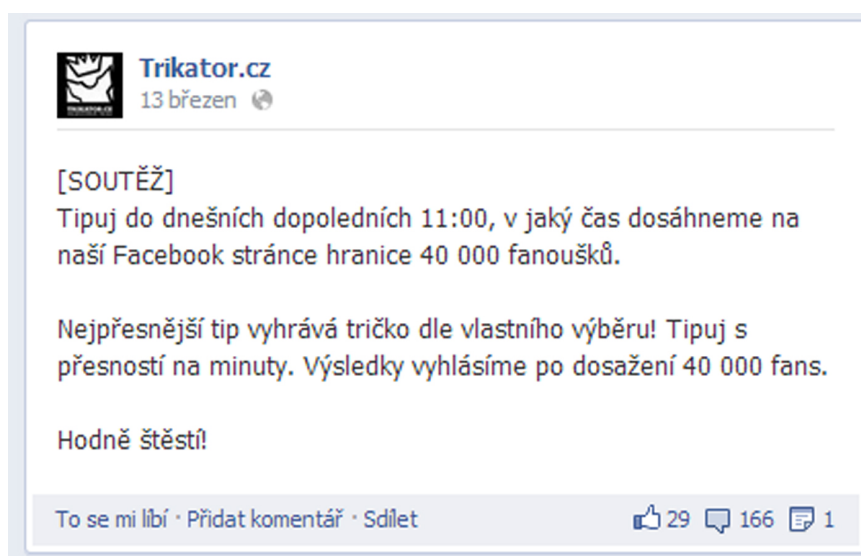 Trikator.cz
13 březen
[SOUTĚŽ]
Tipuj do dnešních dopoledních 11:00, v jaký čas dosáhneme na
naší Facebook stránce hranice 40 000 fanoušků.
Nejpřesnější tip vyhrává tričko dle vlastního výběru! Tipuj s
přesností na minuty. Výsledky vyhlásíme po dosažení 40 000 fans.
Hodně štěstí!
To se mi líbí · Přidat komentář · Sdílet 29 166 1